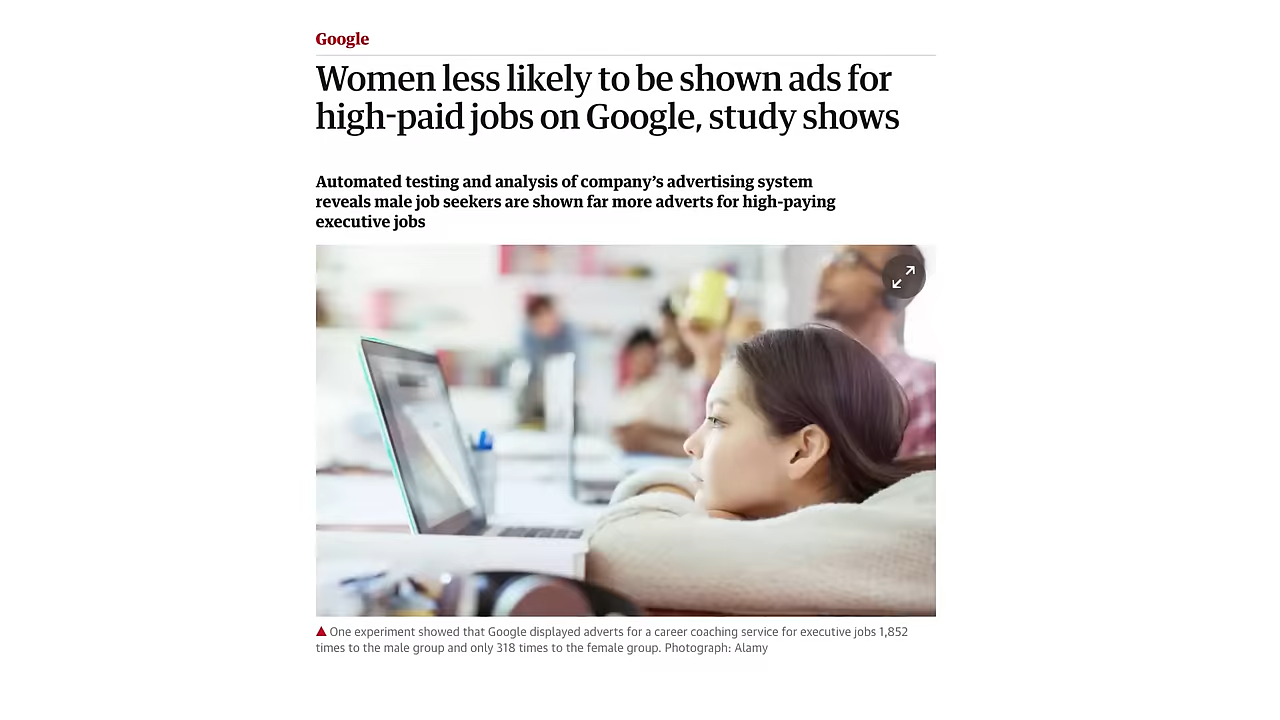 Google
Women less likely to be shown ads for
high-paid jobs on Google, study shows
Automated testing and analysis of company’s advertising system
reveals male job seekers are shown far more adverts for high-paying
executive jobs
One experiment showed that Google displayed adverts for a career coaching service for executive jobs 1,852
times to the male group and only 318 times to the female group. Photograph: Alamy